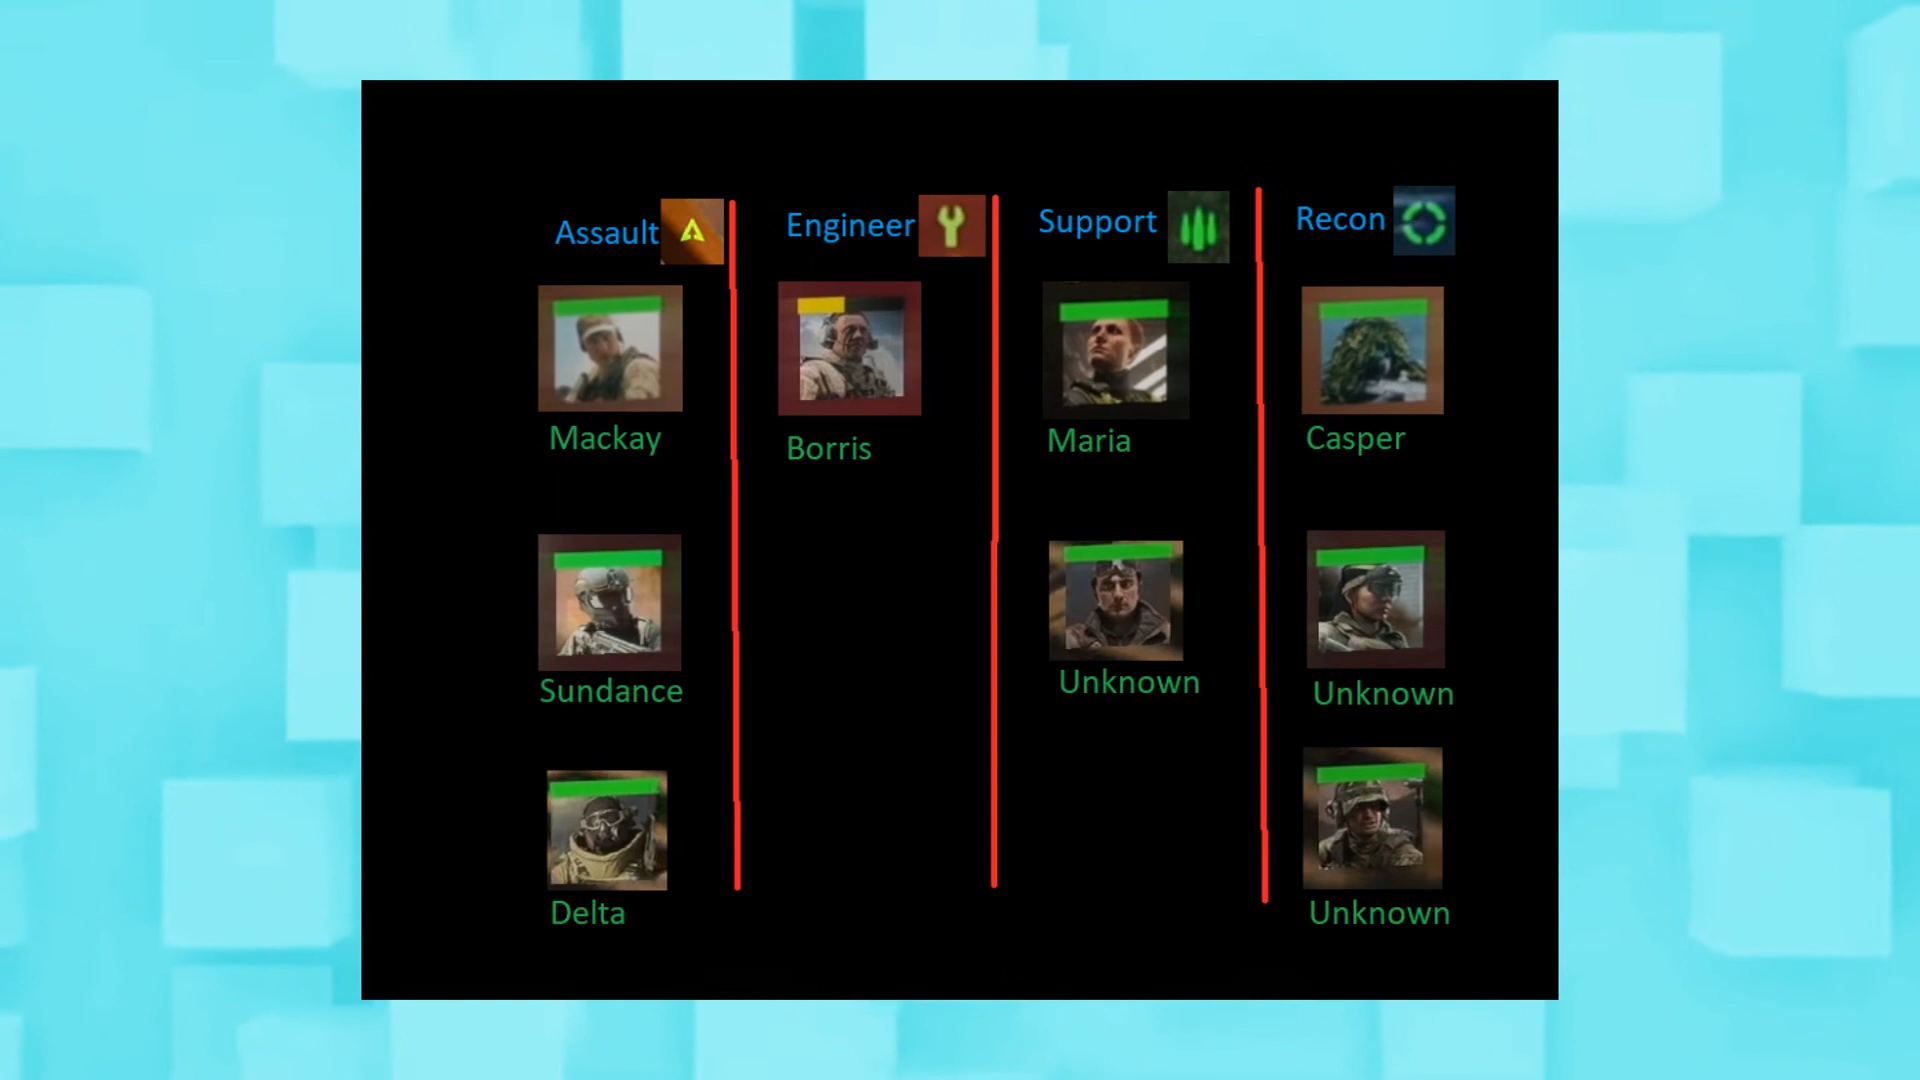 Assault Engineer Support Recon
Mackay Borris Maria Casper
Sundance Unknown Unknown
Delta Unknown